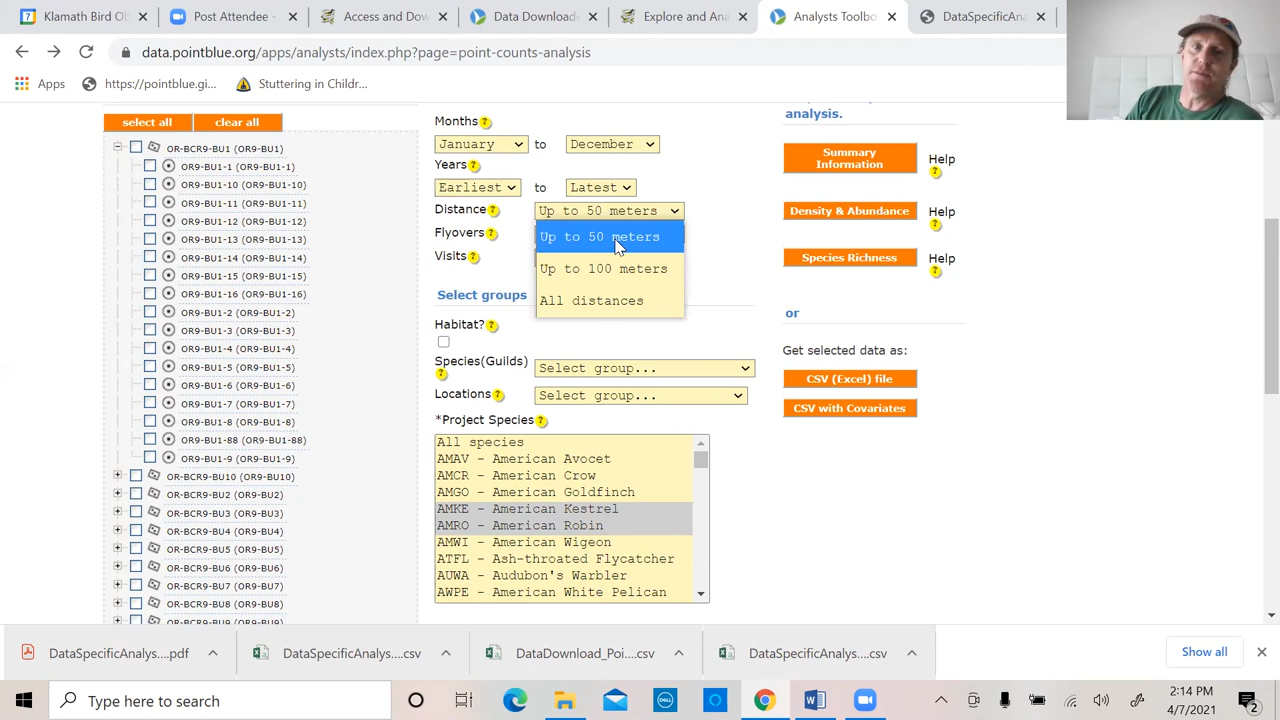 Klamath Bird Ob
Post Attendee -
Access and Do
Data Download
Explore and A
Analysts Toolbo
DataSpecificAna
data.pointblue.org/apps/analysts/index.php?page=point-counts-analysis
Apps
https://pointblue.gi...
Stuttering in Childr...
select all
clear all
OR-BCR9-BU1 (OR9-BU1)
OR9-BU1-1 (OR9-BU1-1)
OR9-BU1-10 (OR9-BU1-10)
OR9-BU1-11 (OR9-BU1-11)
OR9-BU1-12 (OR9-BU1-12)
OR9-BU1-13 (OR9-BU1-13)
OR9-BU1-14 (OR9-BU1-14)
OR9-BU1-15 (OR9-BU1-15)
OR9-BU1-16 (OR9-BU1-16)
OR9-BU1-2 (OR9-BU1-2)
OR9-BU1-3 (OR9-BU1-3)
OR9-BU1-4 (OR9-BU1-4)
OR9-BU1-5 (OR9-BU1-5)
OR9-BU1-6 (OR9-BU1-6)
OR9-BU1-7 (OR9-BU1-7)
OR9-BU1-8 (OR9-BU1-8)
OR9-BU1-88 (OR9-BU1-88)
OR9-BU1-9 (OR9-BU1-9)
OR-BCR9-BU10 (OR9-BU10)
OR-BCR9-BU2 (OR9-BU2)
OR-BCR9-BU3 (OR9-BU3)
OR-BCR9-BU4 (OR9-BU4)
OR-BCR9-BU5 (OR9-BU5)
OR-BCR9-BU6 (OR9-BU6)
OR-BCR9-BU7 (OR9-BU7)
OR-BCR9-BU8 (OR9-BU8)
OR-BCR9-BU9 (OR9-BU9)
Months ?
January to December
Years ?
Earliest to Latest
Distance ? Up to 50 meters
Flyovers ?
Visits ?
Up to 50 meters
Up to 100 meters
All distances
Select groups
Habitat? ?
Species(Guilds) ? Select group...
Locations ? Select group...
*Project Species ?
All species
AMAV - American Avocet
AMCR - American Crow
AMGO - American Goldfinch
AMKE - American Kestrel
AMRO - American Robin
AMWI - American Wigeon
ATFL - Ash-throated Flycatcher
AUWA - Audubon's Warbler
AWPE - American White Pelican
analysis.
Summary Information
Help ?
Density & Abundance
Help ?
Species Richness
Help ?
or
Get selected data as:
CSV (Excel) file
CSV with Covariates
DataSpecificAnalys....pdf
DataSpecificAnalys....csv
DataDownload_Poi....csv
DataSpecificAnalys....csv
Show all
Type here to search
DELL
2:14 PM
4/7/2021
2